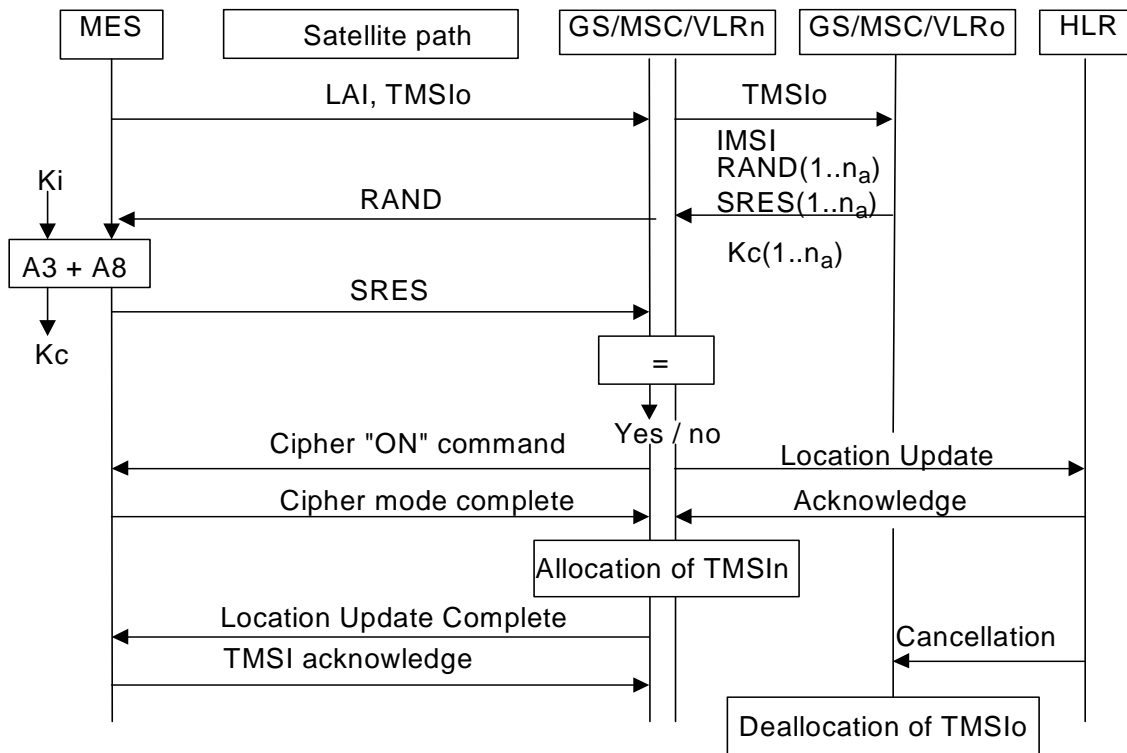 MES
Satellite path
GS/MSC/VLRn
GS/MSC/VLRo
HLR
LAI, TMSIo
TMSIo
IMSI
RAND(1..nₐ)
SRES(1..nₐ)
Kc(1..nₐ)
Ki
RAND
A3 + A8
SRES
Kc
=
Yes / no
Cipher "ON" command
Location Update
Cipher mode complete
Acknowledge
Allocation of TMSIn
Location Update Complete
Cancellation
TMSI acknowledge
Deallocation of TMSIo